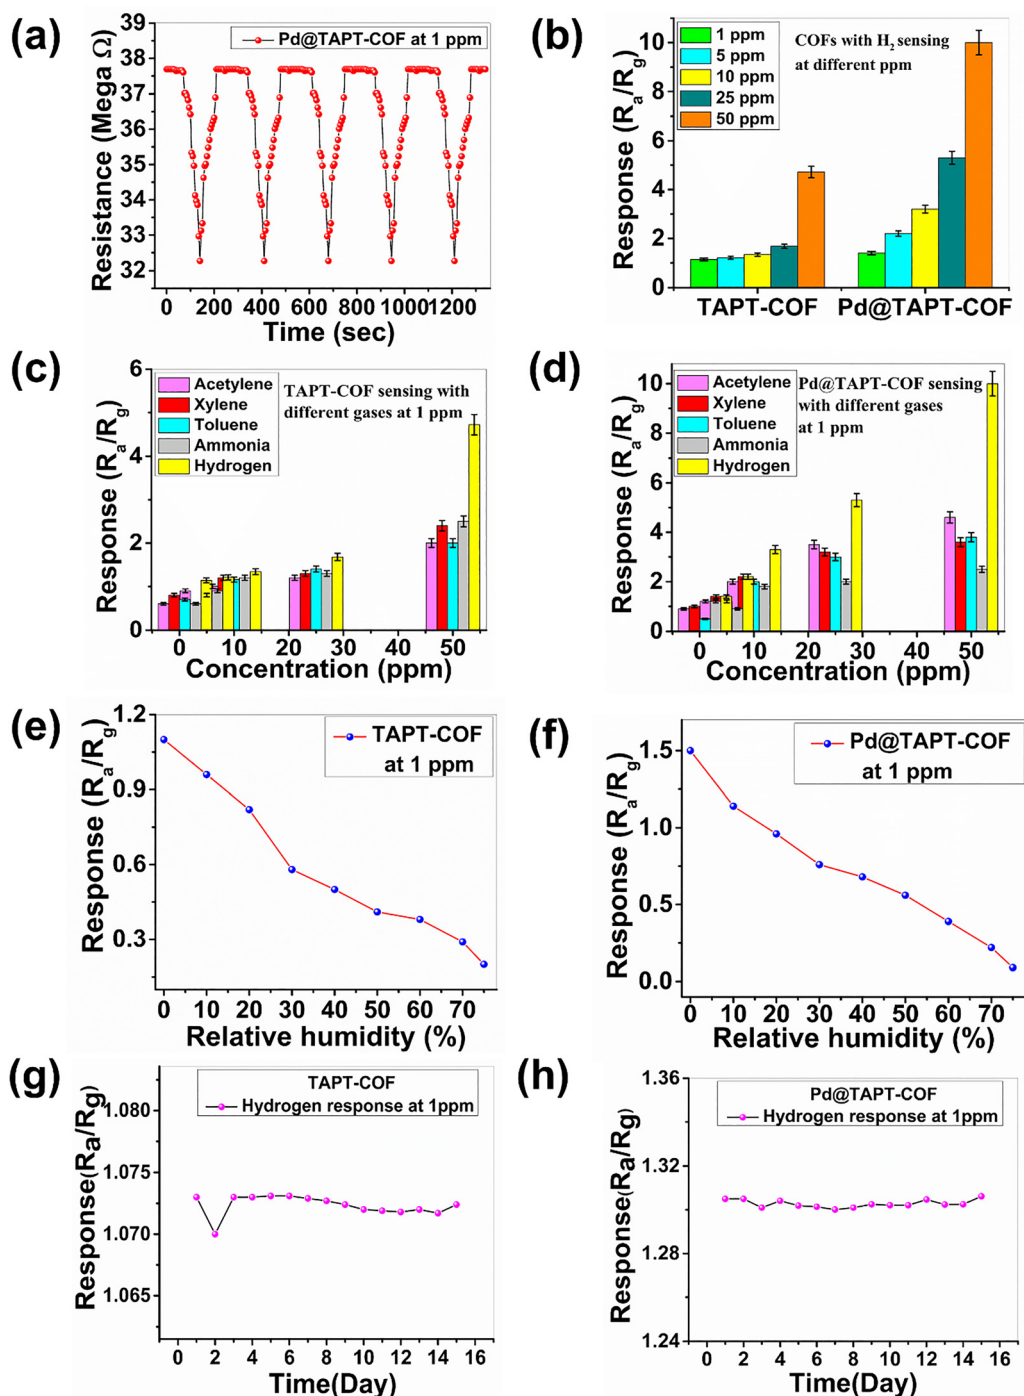 (a)
39
38
37
36
35
34
33
32
Resistance (Mega Ω)
Pd@TAPT-COF at 1 ppm
0 200 400 600 800 1000 1200
Time (sec)
(b)
10
8
6
4
2
0
Response (Ra/Rg)
1 ppm
5 ppm
10 ppm
25 ppm
50 ppm
COFs with H2 sensing
at different ppm
TAPT-COF Pd@TAPT-COF
(c)
6
4
2
0
Response (Ra/Rg)
Acetylene
Xylene
Toluene
Ammonia
Hydrogen
TAPT-COF sensing with
different gases at 1 ppm
0 10 20 30 40 50
Concentration (ppm)
(d)
10
8
6
4
2
0
Response (Ra/Rg)
Acetylene
Xylene
Toluene
Ammonia
Hydrogen
Pd@TAPT-COF sensing
with different gases
at 1 ppm
0 10 20 30 40 50
Concentration (ppm)
(e)
1.2
0.9
0.6
0.3
Response (Ra/Rg)
TAPT-COF
at 1 ppm
0 10 20 30 40 50 60 70
Relative humidity (%)
(f)
1.5
1.0
0.5
0.0
Response (Ra/Rg)
Pd@TAPT-COF
at 1 ppm
0 10 20 30 40 50 60 70
Relative humidity (%)
(g)
1.080
1.075
1.070
1.065
Response(Ra/Rg)
TAPT-COF
Hydrogen response at 1ppm
0 2 4 6 8 10 12 14 16
Time(Day)
(h)
1.36
1.32
1.28
1.24
Response(Ra/Rg)
Pd@TAPT-COF
Hydrogen response at 1ppm
0 2 4 6 8 10 12 14 16
Time(Day)